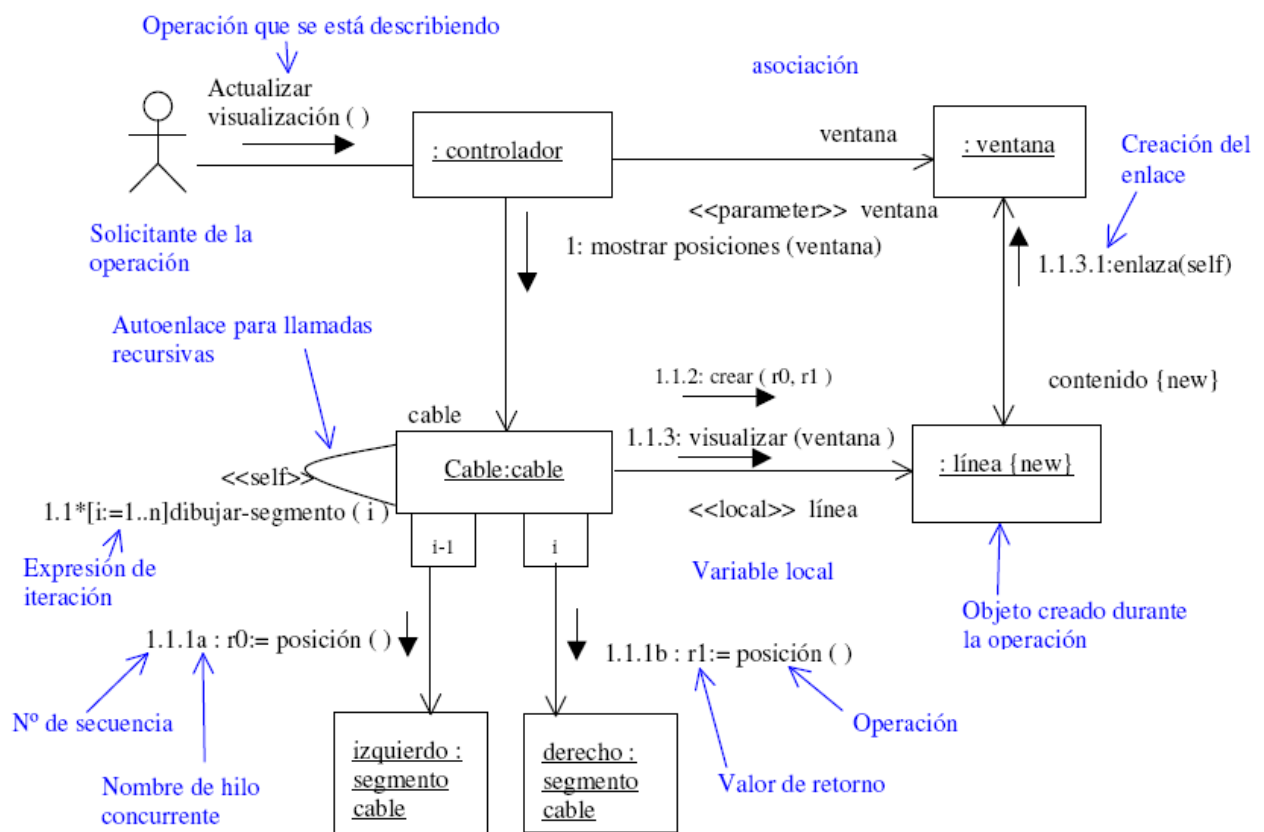 Operación que se está describiendo
asociación
Actualizar
visualización ( )
: controlador
ventana
: ventana
Creación del
enlace
<<parameter>> ventana
Solicitante de la
operación
1: mostrar posiciones (ventana)
1.1.3.1:enlaza(self)
Autoenlace para llamadas
recursivas
1.1.2: crear ( r0, r1 )
contenido {new}
cable
1.1.3: visualizar (ventana )
<<self>>
Cable:cable
: línea {new}
1.1*[i:=1..n]dibujar-segmento ( i )
<<local>> línea
i-1
i
Expresión de
iteración
Variable local
Objeto creado durante
la operación
1.1.1a : r0:= posición ( )
1.1.1b : r1:= posición ( )
Nº de secuencia
Operación
izquierdo :
segmento
cable
derecho :
segmento
cable
Nombre de hilo
concurrente
Valor de retorno